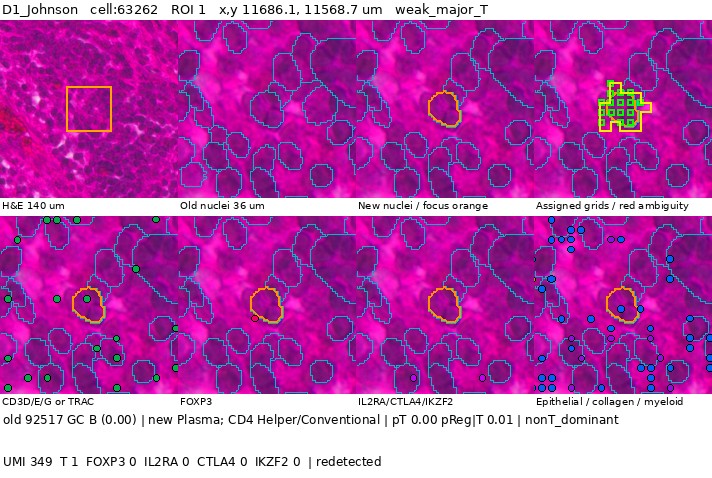 D1_Johnson cell:63262 ROI 1 x,y 11686.1, 11568.7 um weak_major_T
H&E 140 um
Old nuclei 36 um
New nuclei / focus orange
Assigned grids / red ambiguity
CD3D/E/G or TRAC
FOXP3
IL2RA/CTLA4/IKZF2
Epithelial / collagen / myeloid
old 92517 GC B (0.00) | new Plasma; CD4 Helper/Conventional | pT 0.00 pReg|T 0.01 | nonT_dominant
UMI 349 T 1 FOXP3 0 IL2RA 0 CTLA4 0 IKZF2 0 | redetected